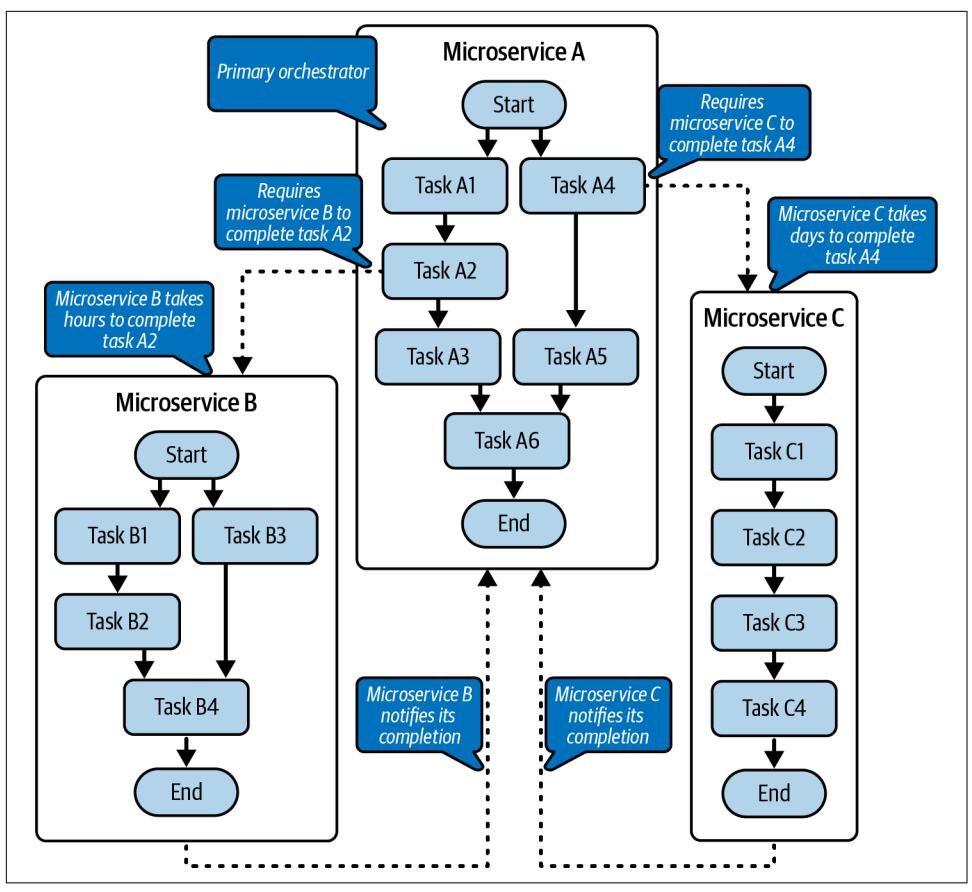 Microservice A
Primary orchestrator
Start
Requires
microservice C to
complete task A4
Task A1
Task A4
Requires
microservice B to
complete task A2
Microservice C takes
days to complete
task A4
Task A2
Microservice B takes
hours to complete
task A2
Task A3
Task A5
Task A6
End
Microservice B
Start
Task B1
Task B3
Task B2
Task B4
End
Microservice C
Start
Task C1
Task C2
Task C3
Task C4
End
Microservice B
notifies its
completion
Microservice C
notifies its
completion